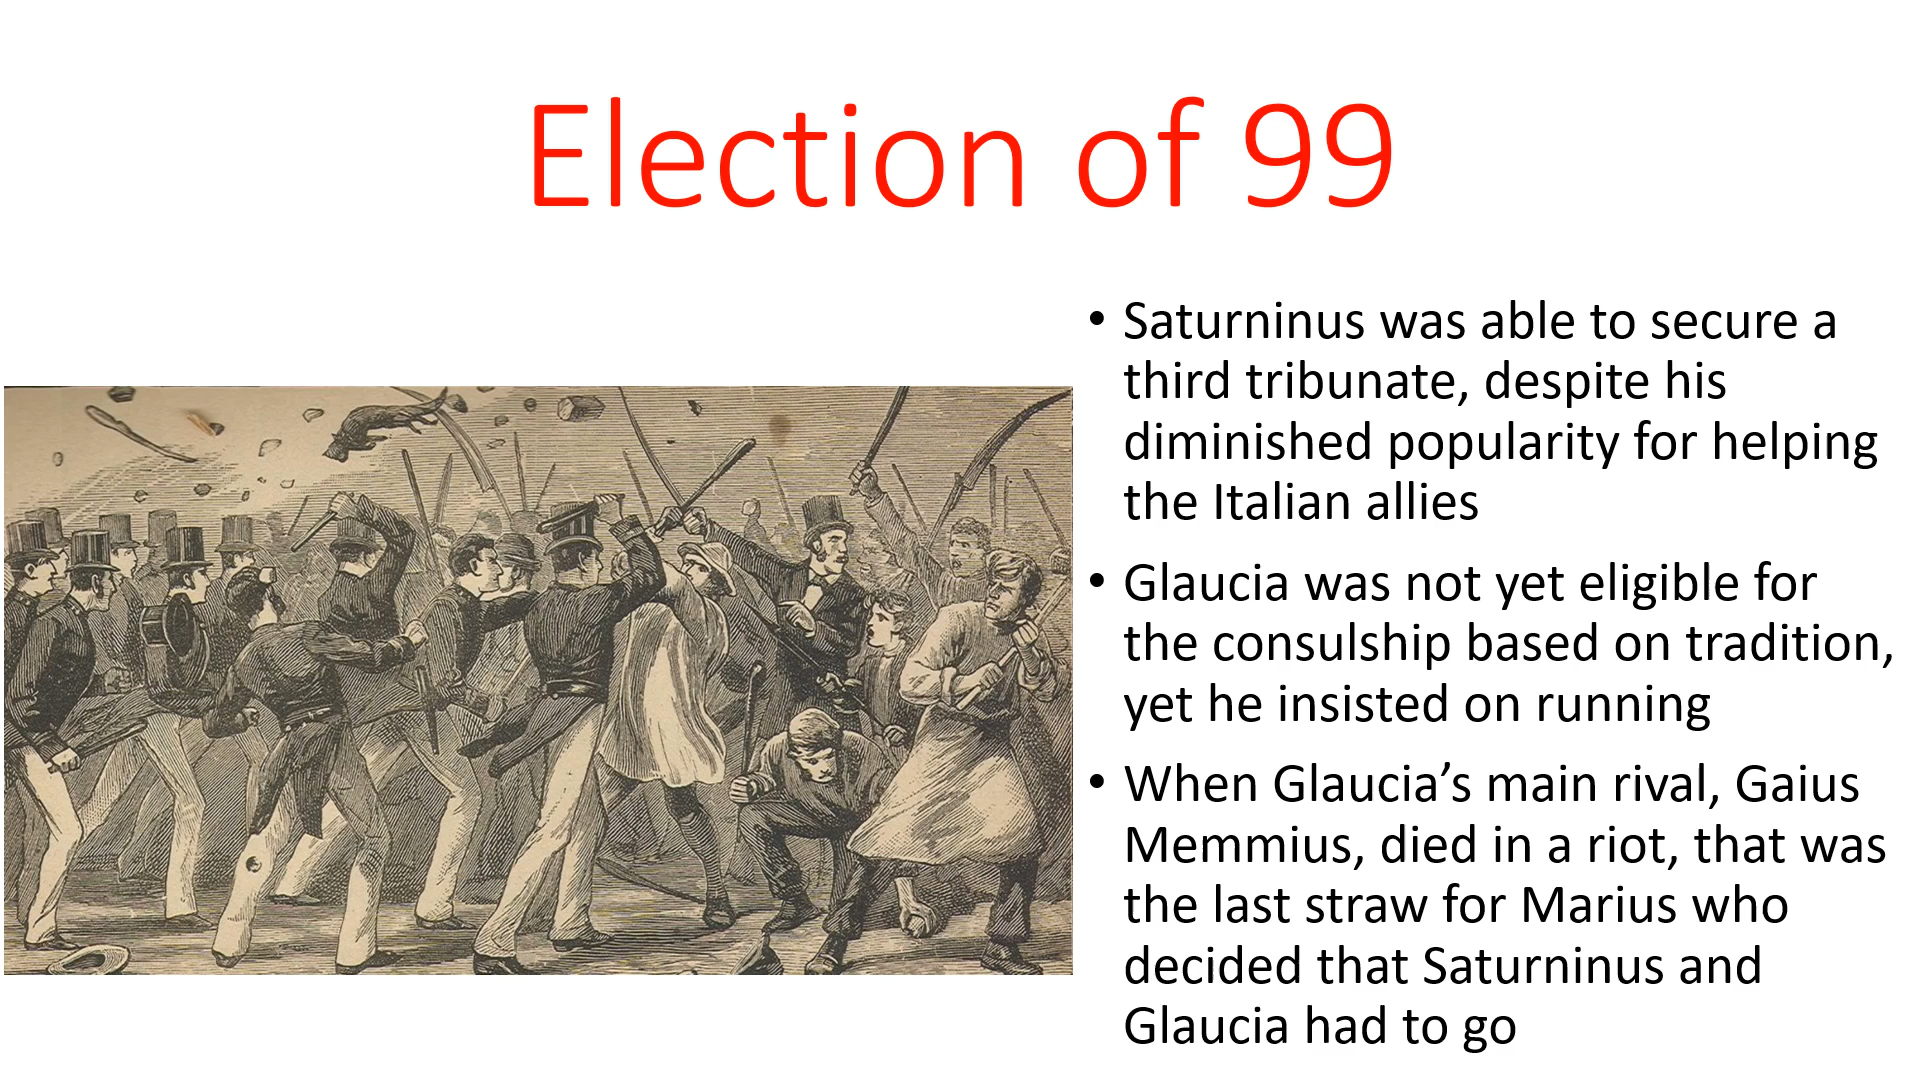 Election of 99
• Saturninus was able to secure a
third tribunate, despite his
diminished popularity for helping
the Italian allies
• Glaucia was not yet eligible for
the consulship based on tradition,
yet he insisted on running
• When Glaucia’s main rival, Gaius
Memmius, died in a riot, that was
the last straw for Marius who
decided that Saturninus and
Glaucia had to go